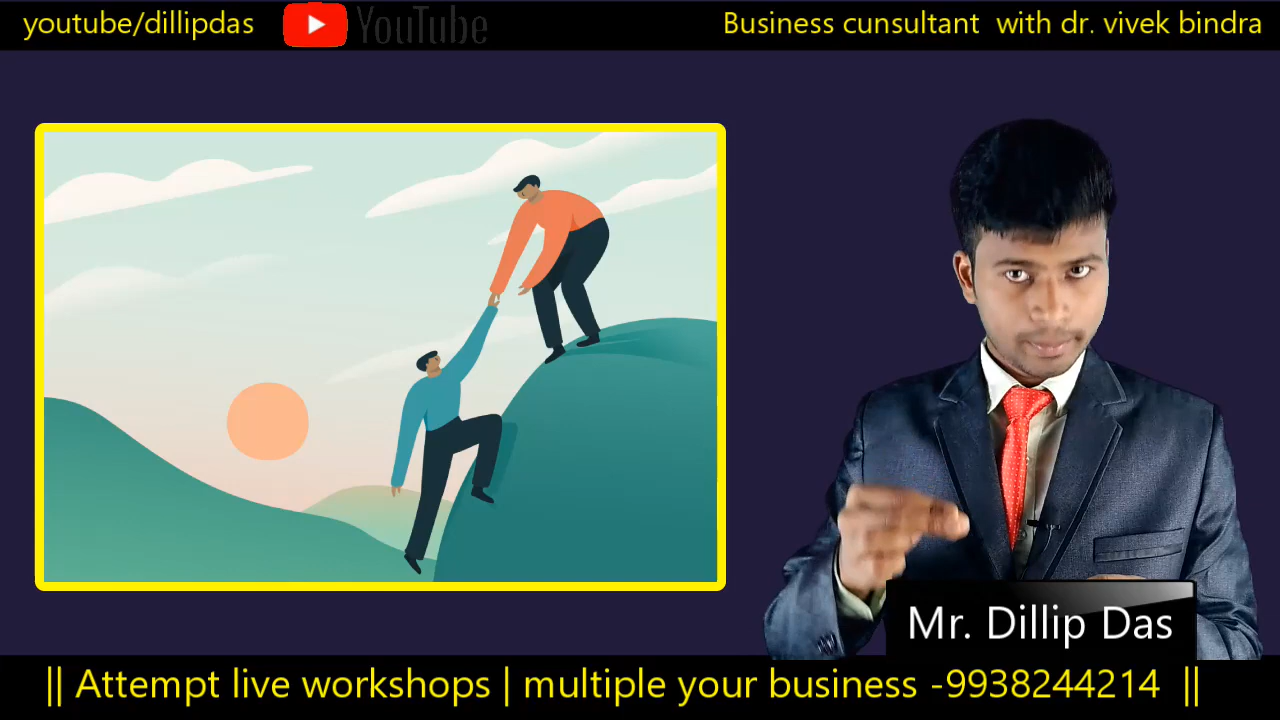 youtube/dillipdas YouTube Business cunsultant with dr. vivek bindra
Mr. Dillip Das
|| Attempt live workshops | multiple your business -9938244214 ||